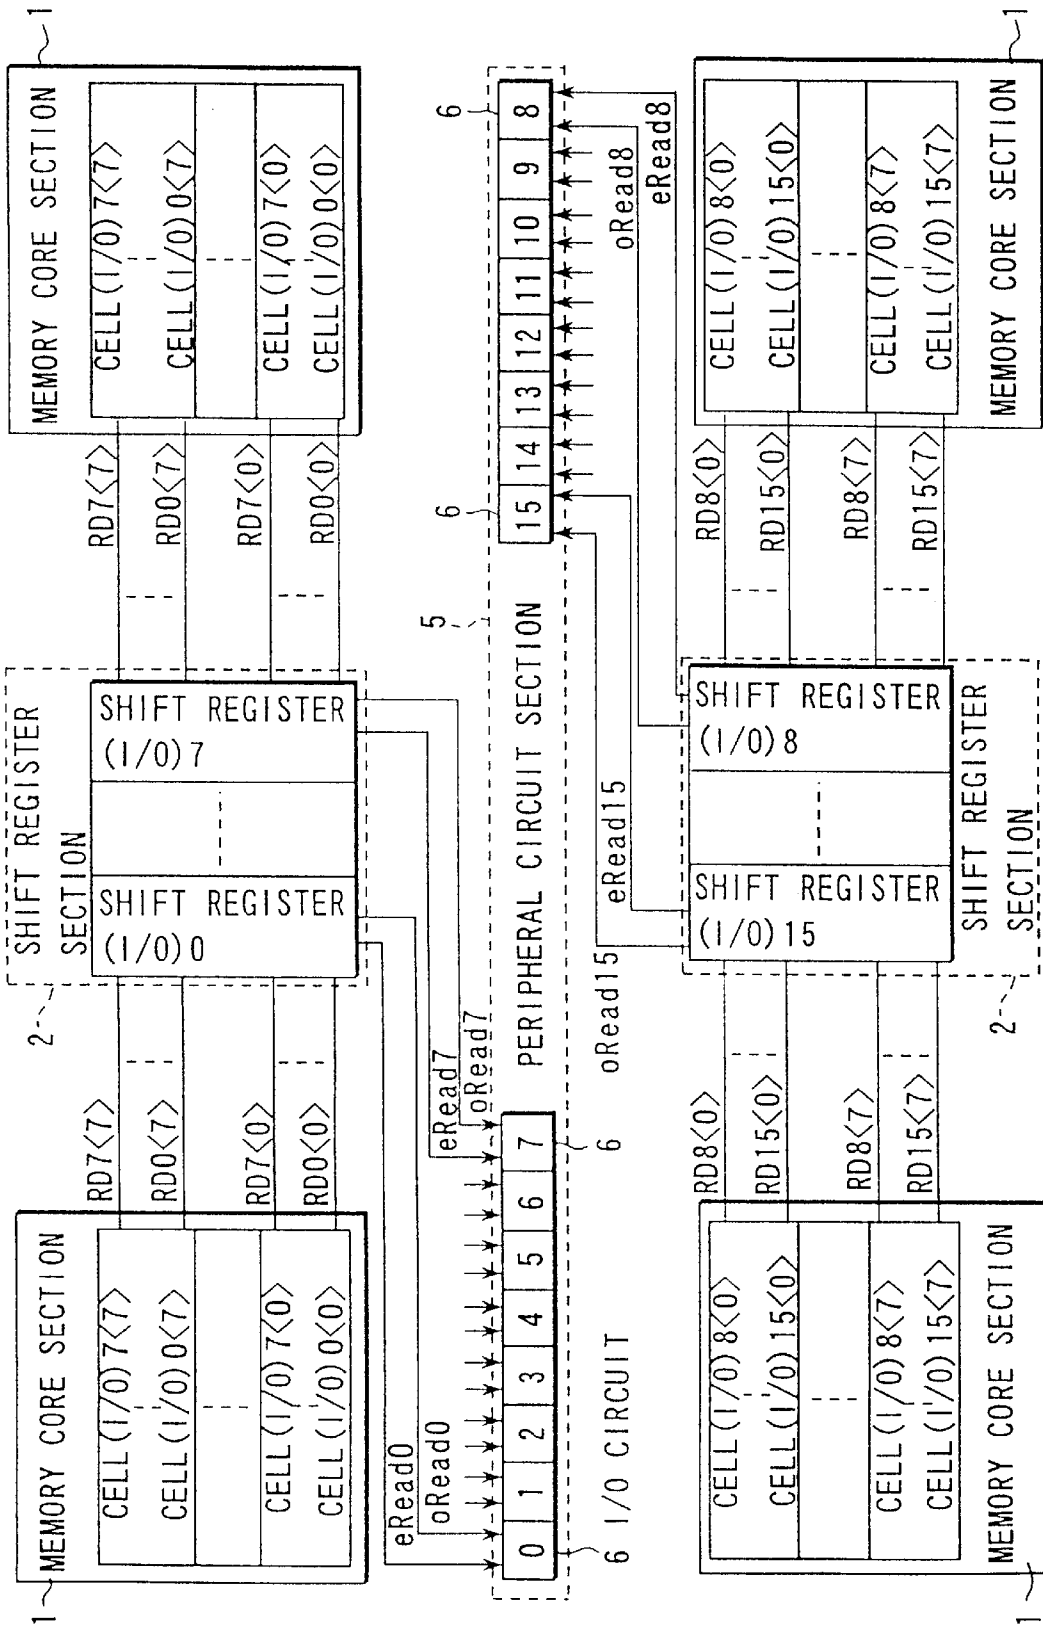 1
MEMORY CORE SECTION
CELL(I/O)7<7>
CELL(I/O)0<7>
CELL(I/O)7<0>
CELL(I/O)0<0>
RD7<7>
RD0<7>
RD7<0>
RD0<0>
2
SHIFT REGISTER
SECTION
SHIFT REGISTER
(I/O)0
SHIFT REGISTER
(I/O)7
RD7<7>
RD0<7>
RD7<0>
RD0<0>
1
MEMORY CORE SECTION
CELL(I/O)7<7>
CELL(I/O)0<7>
CELL(I/O)7<0>
CELL(I/O)0<0>
eRead0
oRead0
eRead7
oRead7
5
6
6
0 1 2 3 4 5 6 7
PERIPHERAL CIRCUIT SECTION
15 14 13 12 11 10 9 8
6 I/O CIRCUIT
6
oRead15
eRead15
oRead8
eRead8
MEMORY CORE SECTION
1
CELL(I/O)8<0>
CELL(I/O)15<0>
CELL(I/O)8<7>
CELL(I/O)15<7>
RD8<0>
RD15<0>
RD8<7>
RD15<7>
SHIFT REGISTER
(I/O)15
SHIFT REGISTER
(I/O)8
SHIFT REGISTER
SECTION
2
RD8<0>
RD15<0>
RD8<7>
RD15<7>
CELL(I/O)8<0>
CELL(I/O)15<0>
CELL(I/O)8<7>
CELL(I/O)15<7>
MEMORY CORE SECTION
1